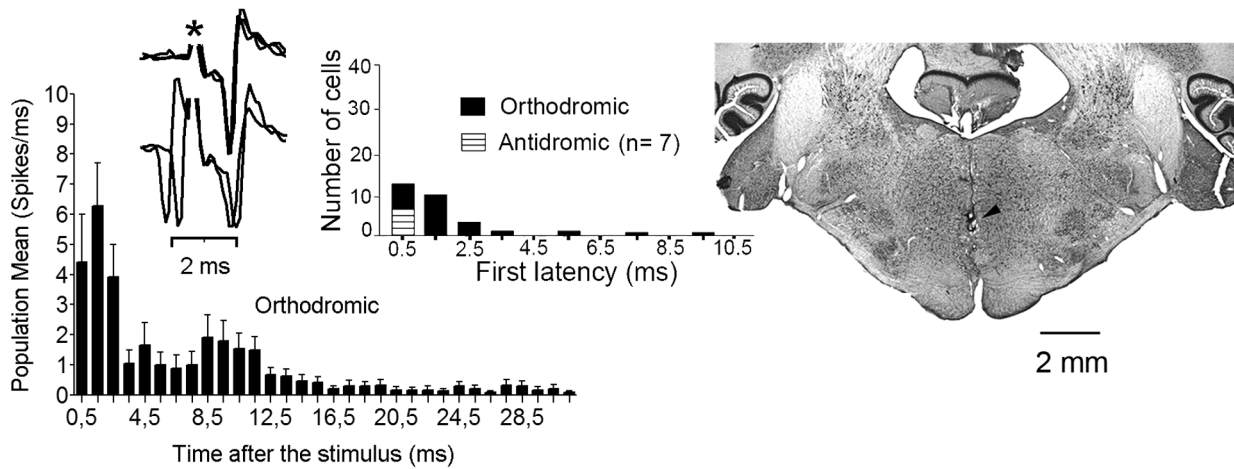 *
2 ms
Population Mean (Spikes/ms)
10
9
8
7
6
5
4
3
2
1
0
0,5 4,5 8,5 12,5 16,5 20,5 24,5 28,5
Time after the stimulus (ms)
Orthodromic
Number of cells
40
30
20
10
0
Orthodromic
Antidromic (n= 7)
0.5 2.5 4.5 6.5 8.5 10.5
First latency (ms)
2 mm